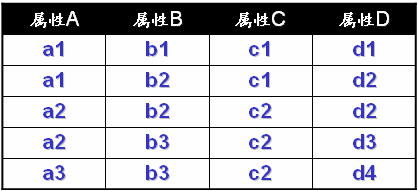 属性A 属性B 属性C 属性D
a1 b1 c1 d1
a1 b2 c1 d2
a2 b2 c2 d2
a2 b3 c2 d3
a3 b3 c2 d4